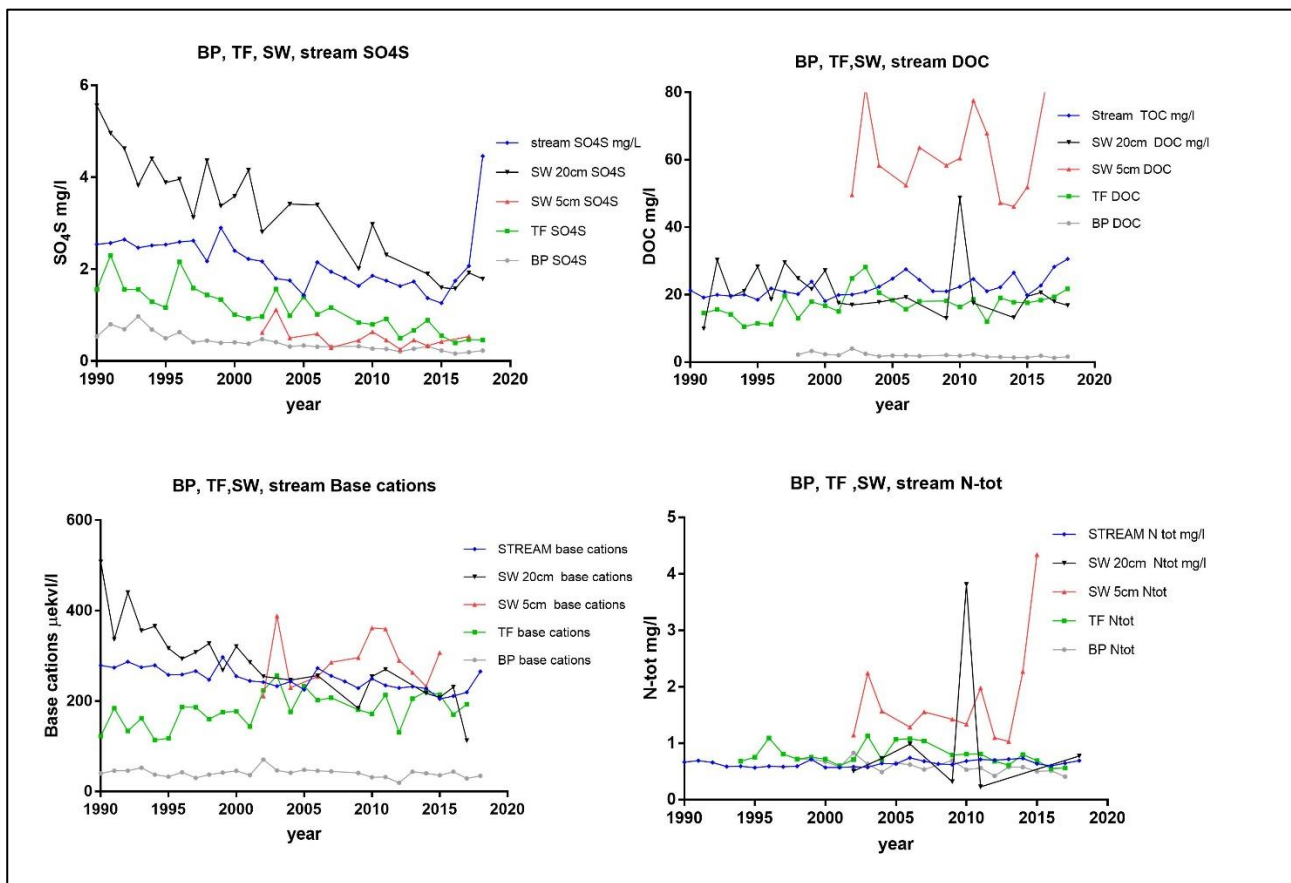 BP, TF, SW, stream SO4S
SO₄S mg/l
6
4
2
0
1990 1995 2000 2005 2010 2015 2020
year
stream SO4S mg/L
SW 20cm SO4S
SW 5cm SO4S
TF SO4S
BP SO4S
BP, TF,SW, stream DOC
DOC mg/l
80
60
40
20
0
1990 1995 2000 2005 2010 2015 2020
year
Stream TOC mg/l
SW 20cm DOC mg/l
SW 5cm DOC
TF DOC
BP DOC
BP, TF,SW, stream Base cations
Base cations µekvl/l
600
400
200
0
1990 1995 2000 2005 2010 2015 2020
year
STREAM base cations
SW 20cm base cations
SW 5cm base cations
TF base cations
BP base cations
BP, TF ,SW, stream N-tot
N-tot mg/l
5
4
3
2
1
0
1990 1995 2000 2005 2010 2015 2020
year
STREAM N tot mg/l
SW 20cm Ntot mg/l
SW 5cm Ntot
TF Ntot
BP Ntot